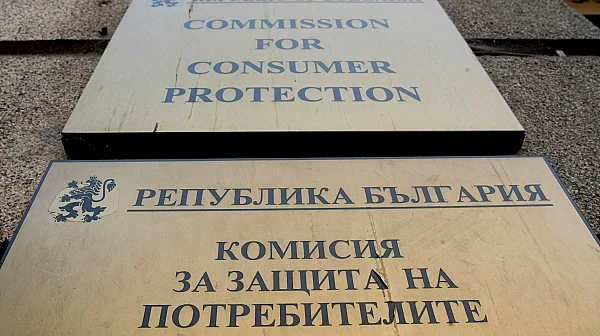 COMMISSION
FOR
CONSUMER
PROTECTION
РЕПУБЛИКА БЪЛГАРИЯ
КОМИСИЯ
ЗА ЗАЩИТА НА
ПОТРЕБИТЕЛИТЕ